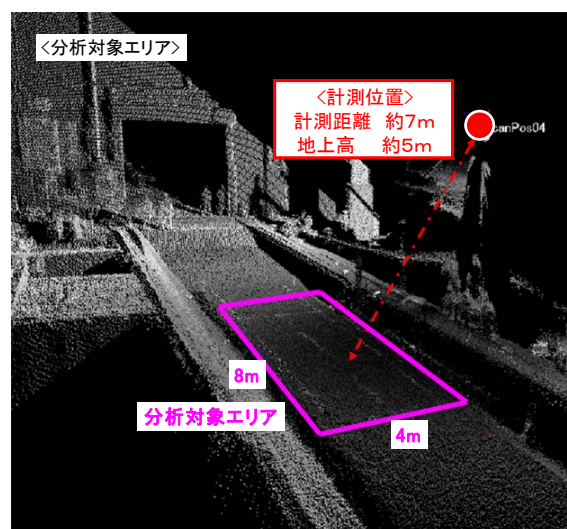 <分析対象エリア>
<計測位置>
計測距離　約7m
地上高　約5m
canPos04
8m
分析対象エリア
4m